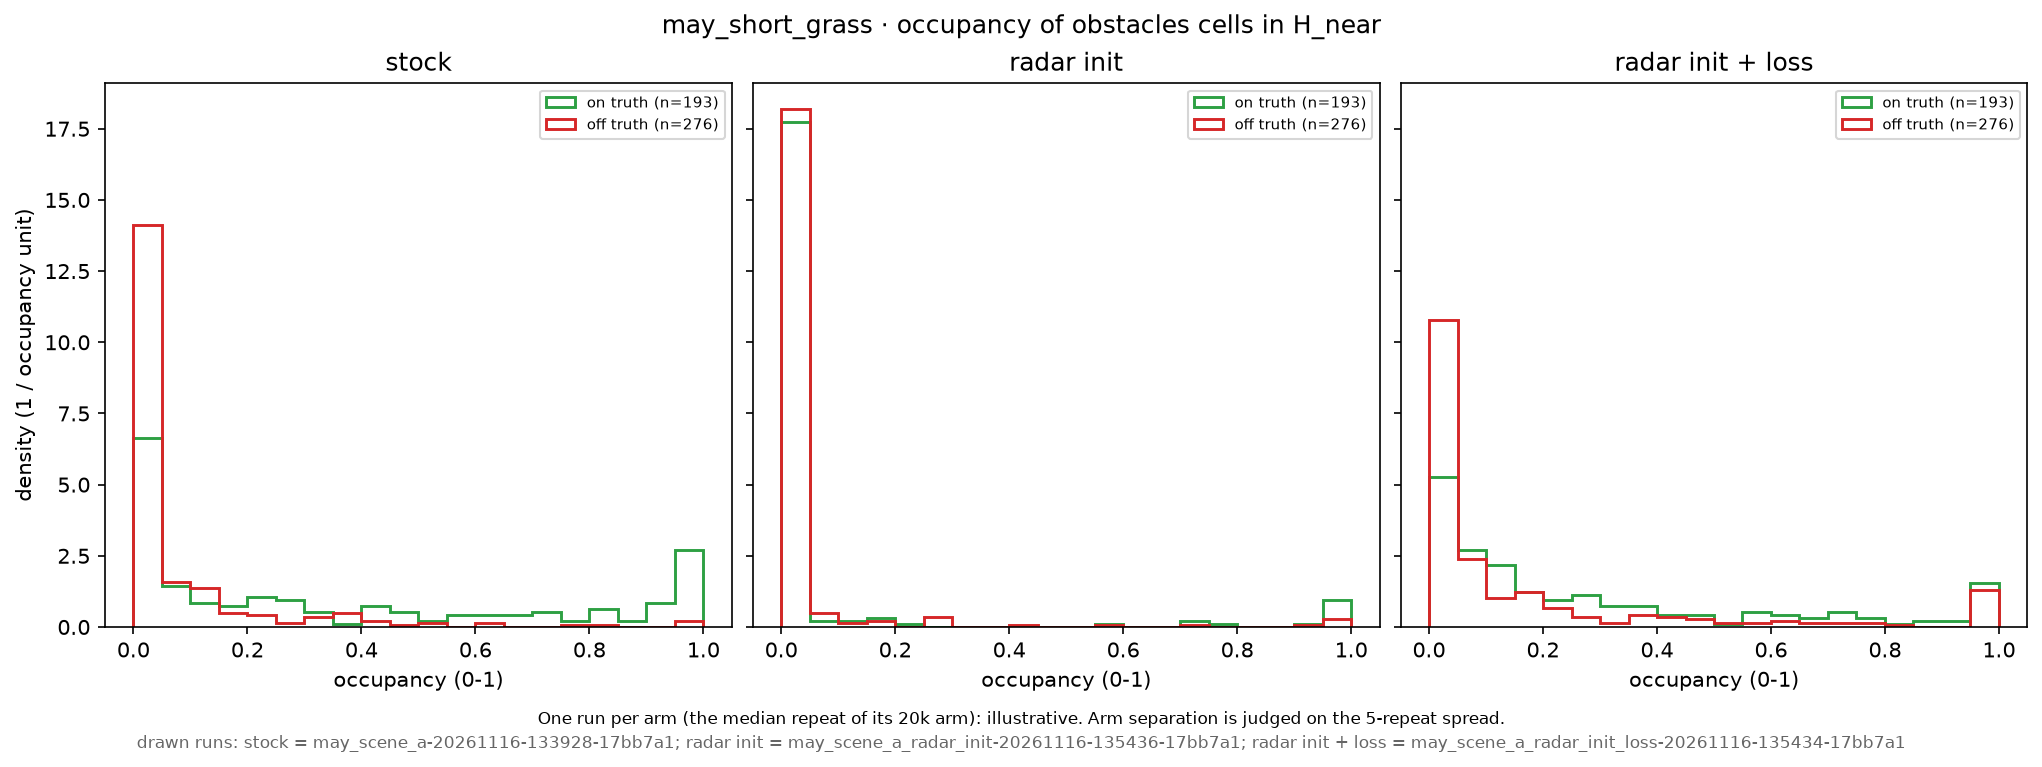 may_short_grass · occupancy of obstacles cells in H_near
stock
radar init
radar init + loss
on truth (n=193)
off truth (n=276)
on truth (n=193)
off truth (n=276)
on truth (n=193)
off truth (n=276)
density (1 / occupancy unit)
17.5
15.0
12.5
10.0
7.5
5.0
2.5
0.0
0.0 0.2 0.4 0.6 0.8 1.0
0.0 0.2 0.4 0.6 0.8 1.0
0.0 0.2 0.4 0.6 0.8 1.0
occupancy (0-1)
occupancy (0-1)
occupancy (0-1)
One run per arm (the median repeat of its 20k arm): illustrative. Arm separation is judged on the 5-repeat spread.
drawn runs: stock = may_scene_a-20261116-133928-17bb7a1; radar init = may_scene_a_radar_init-20261116-135436-17bb7a1; radar init + loss = may_scene_a_radar_init_loss-20261116-135434-17bb7a1